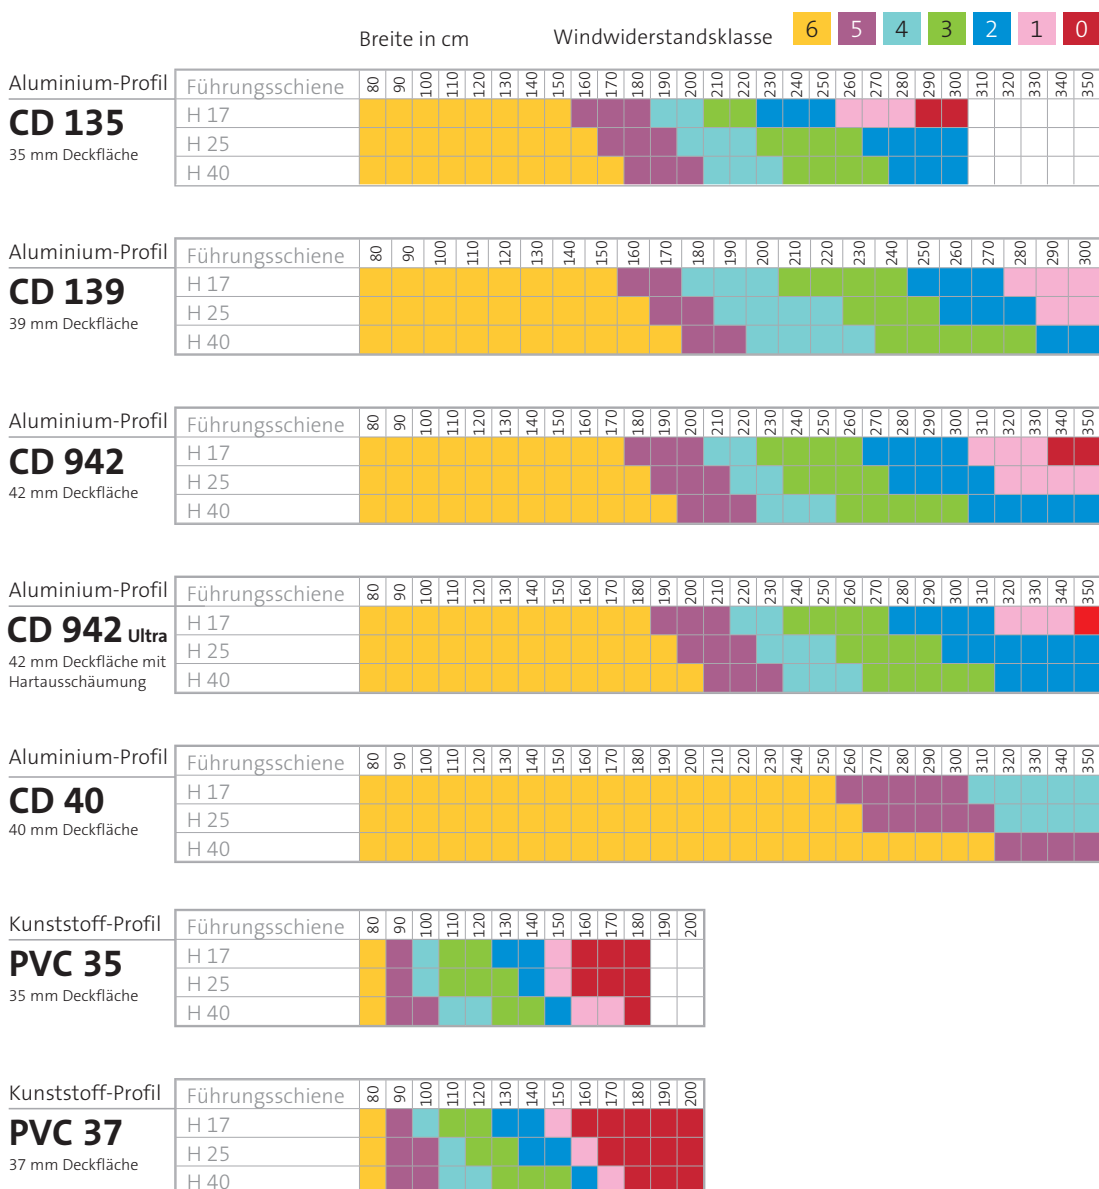 Breite in cm Windwiderstandsklasse 6 5 4 3 2 1 0
Aluminium-Profil Führungsschiene 80 90 100 110 120 130 140 150 160 170 180 190 200 210 220 230 240 250 260 270 280 290 300 310 320 330 340 350
CD 135 H 17
35 mm Deckfläche H 25
H 40
Aluminium-Profil Führungsschiene 80 90 100 110 120 130 140 150 160 170 180 190 200 210 220 230 240 250 260 270 280 290 300
CD 139 H 17
39 mm Deckfläche H 25
H 40
Aluminium-Profil Führungsschiene 80 90 100 110 120 130 140 150 160 170 180 190 200 210 220 230 240 250 260 270 280 290 300 310 320 330 340 350
CD 942 H 17
42 mm Deckfläche H 25
H 40
Aluminium-Profil Führungsschiene 80 90 100 110 120 130 140 150 160 170 180 190 200 210 220 230 240 250 260 270 280 290 300 310 320 330 340 350
CD 942 Ultra H 17
42 mm Deckfläche mit H 25
Hartausschäumung H 40
Aluminium-Profil Führungsschiene 80 90 100 110 120 130 140 150 160 170 180 190 200 210 220 230 240 250 260 270 280 290 300 310 320 330 340 350
CD 40 H 17
40 mm Deckfläche H 25
H 40
Kunststoff-Profil Führungsschiene 80 90 100 110 120 130 140 150 160 170 180 190 200
PVC 35 H 17
35 mm Deckfläche H 25
H 40
Kunststoff-Profil Führungsschiene 80 90 100 110 120 130 140 150 160 170 180 190 200
PVC 37 H 17
37 mm Deckfläche H 25
H 40